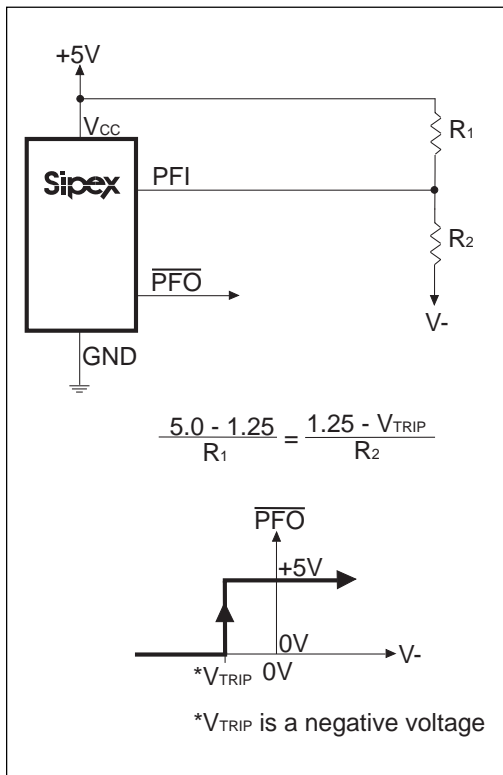 +5V
VCC
R1
Sipex
PFI
R2
PFO
V-
GND
5.0 - 1.25
R1
=
1.25 - VTRIP
R2
PFO
+5V
0V
V-
*VTRIP
0V
*VTRIP is a negative voltage